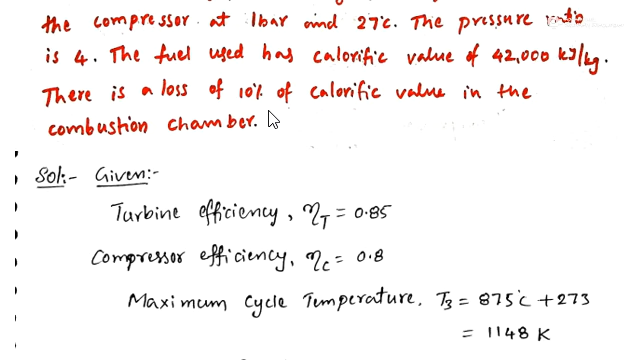 the compressor at 1bar and 27°c. The pressure ratio
is 4. The fuel used has calorific value of 42,000 kJ/kg.
There is a loss of 10% of calorific value in the
combustion chamber.
Sol:- Given:-
Turbine efficiency, ηT = 0.85
Compressor efficiency, ηc = 0.8
Maximum Cycle Temperature, T3 = 875°c + 273
= 1148 K